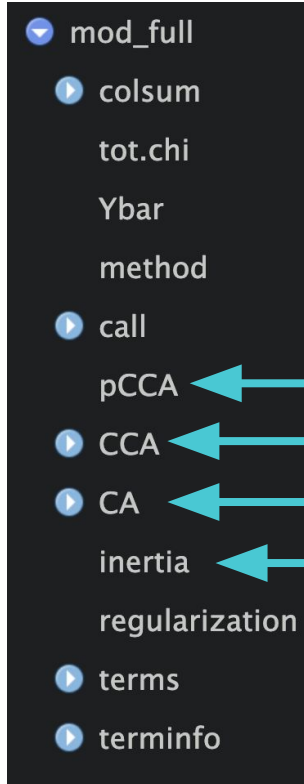 mod_full
colsum
tot.chi
Ybar
method
call
pCCA
CCA
CA
inertia
regularization
terms
terminfo